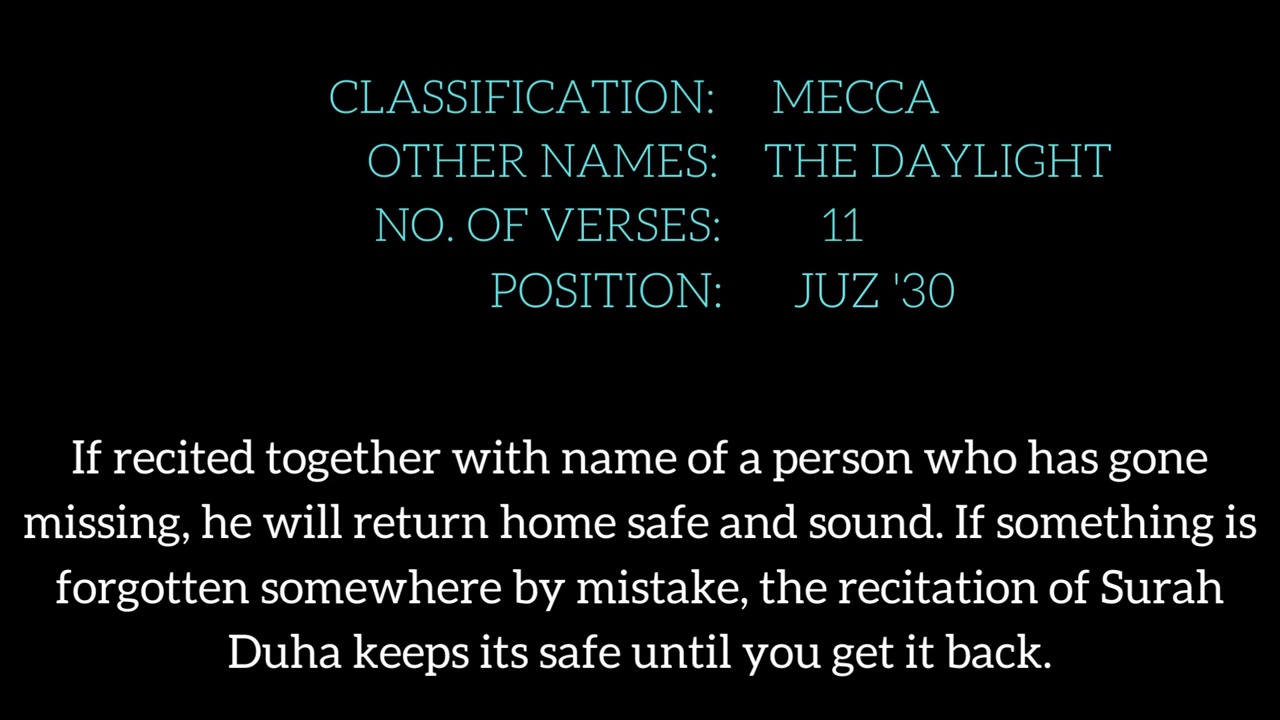 CLASSIFICATION: MECCA
OTHER NAMES: THE DAYLIGHT
NO. OF VERSES: 11
POSITION: JUZ '30
If recited together with name of a person who has gone
missing, he will return home safe and sound. If something is
forgotten somewhere by mistake, the recitation of Surah
Duha keeps its safe until you get it back.